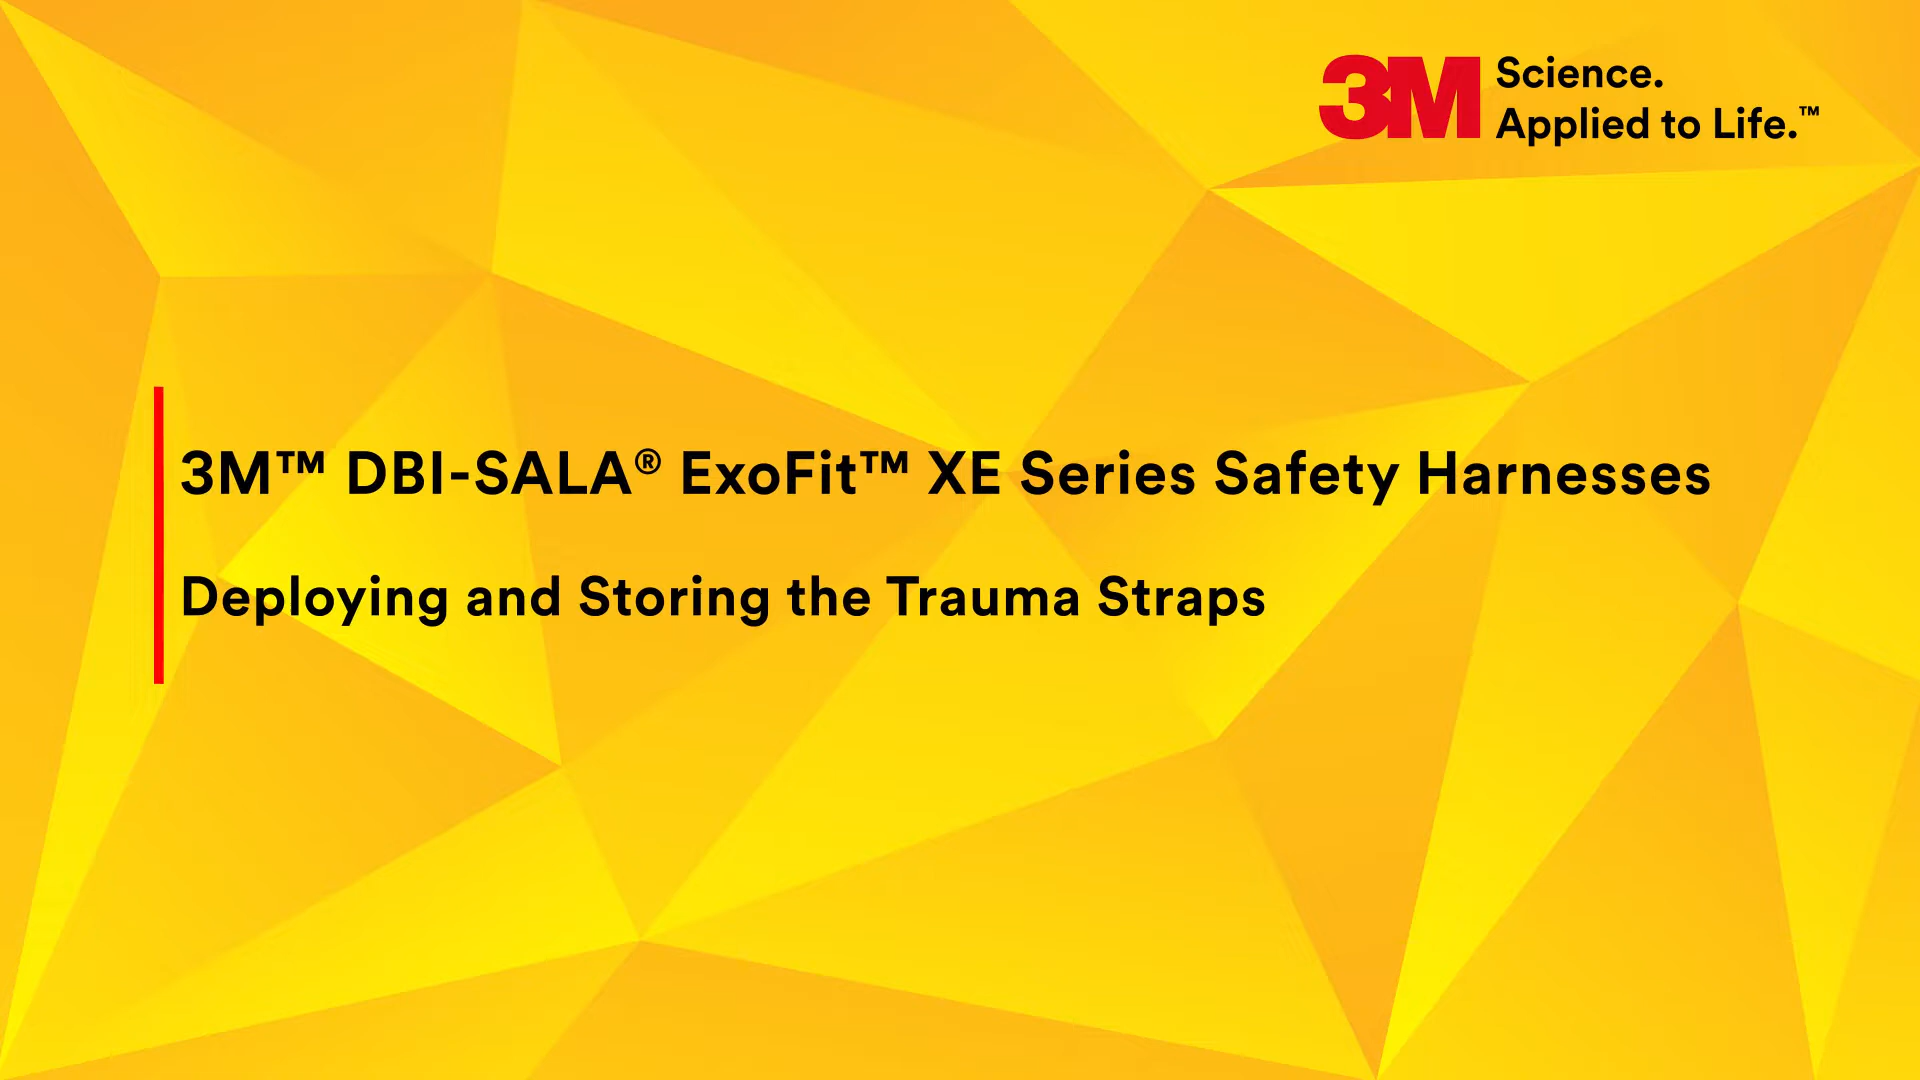 3M Science.
Applied to Life.™
3M™ DBI-SALA® ExoFit™ XE Series Safety Harnesses
Deploying and Storing the Trauma Straps